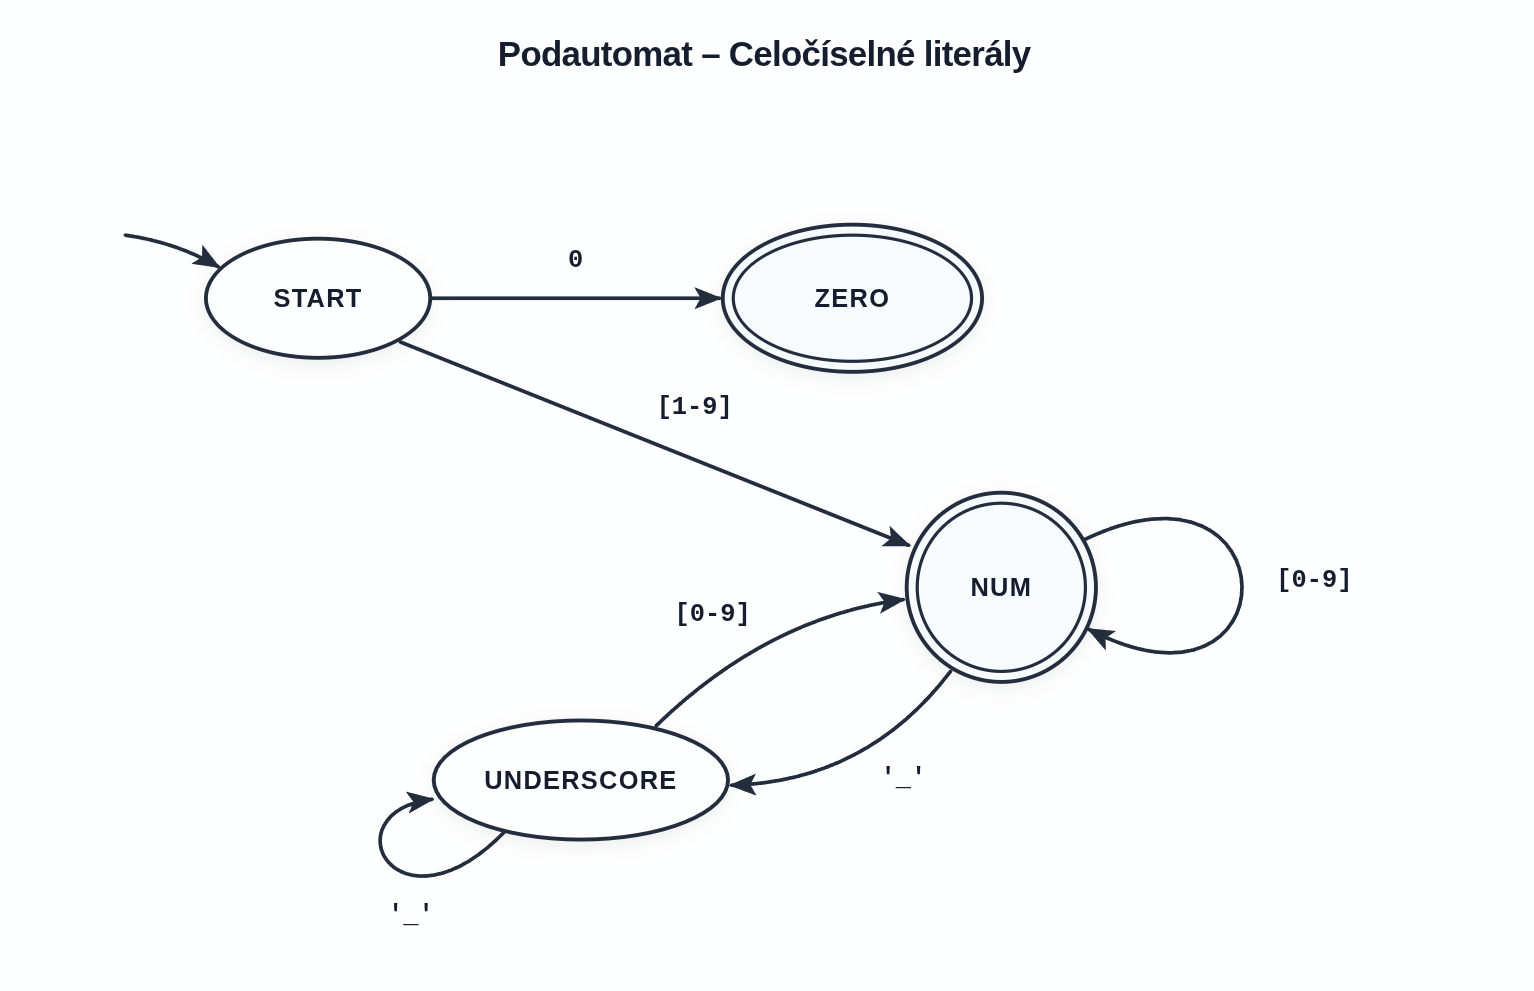 Podautomat – Celočíselné literály
0
START
ZERO
[1-9]
[0-9]
NUM
[0-9]
'_'
UNDERSCORE
'_'